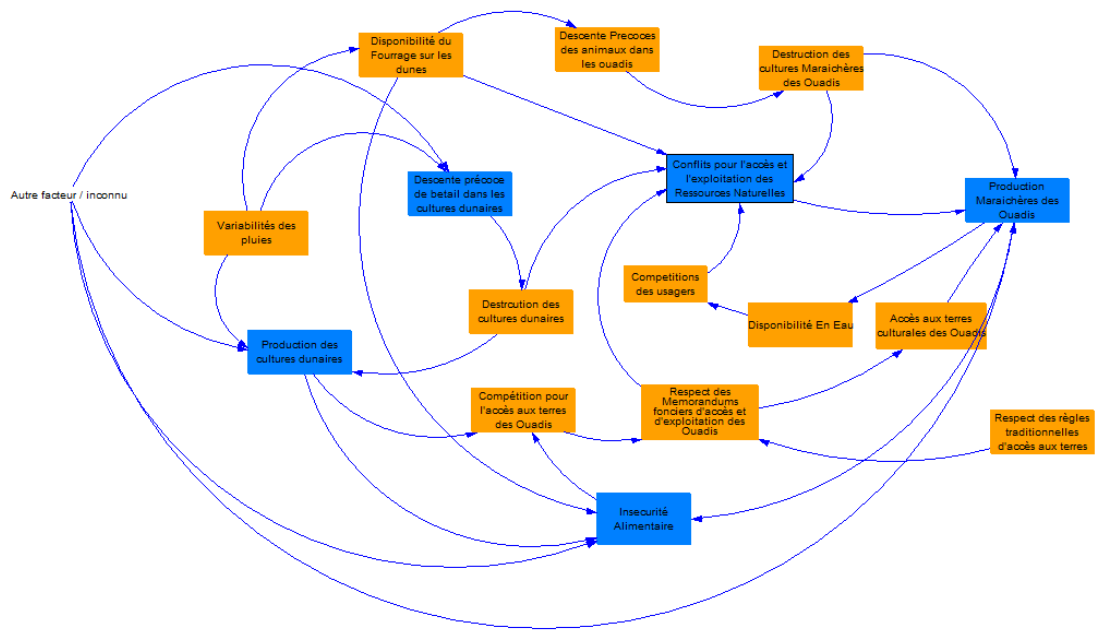 Disponibilité du
Fourrage sur les
dunes
Descente Precoces
des animaux dans
les ouadis
Destruction des
cultures Maraichères
des Ouadis
Conflits pour l'accès et
l'exploitation des
Ressources Naturelles
Descente précoce
de betail dans les
cultures dunaires
Production
Maraichères des
Ouadis
Autre facteur / inconnu
Variabilités des
pluies
Competitions
des usagers
Destrcution des
cultures dunaires
Disponibilité En Eau
Accès aux terres
culturales des Ouadis
Production des
cultures dunaires
Compétition pour
l'accès aux terres
des Ouadis
Respect des
Memorandums
fonciers d'accès et
d'exploitation des
Ouadis
Respect des règles
traditionnelles
d'accès aux terres
Insecurité
Alimentaire